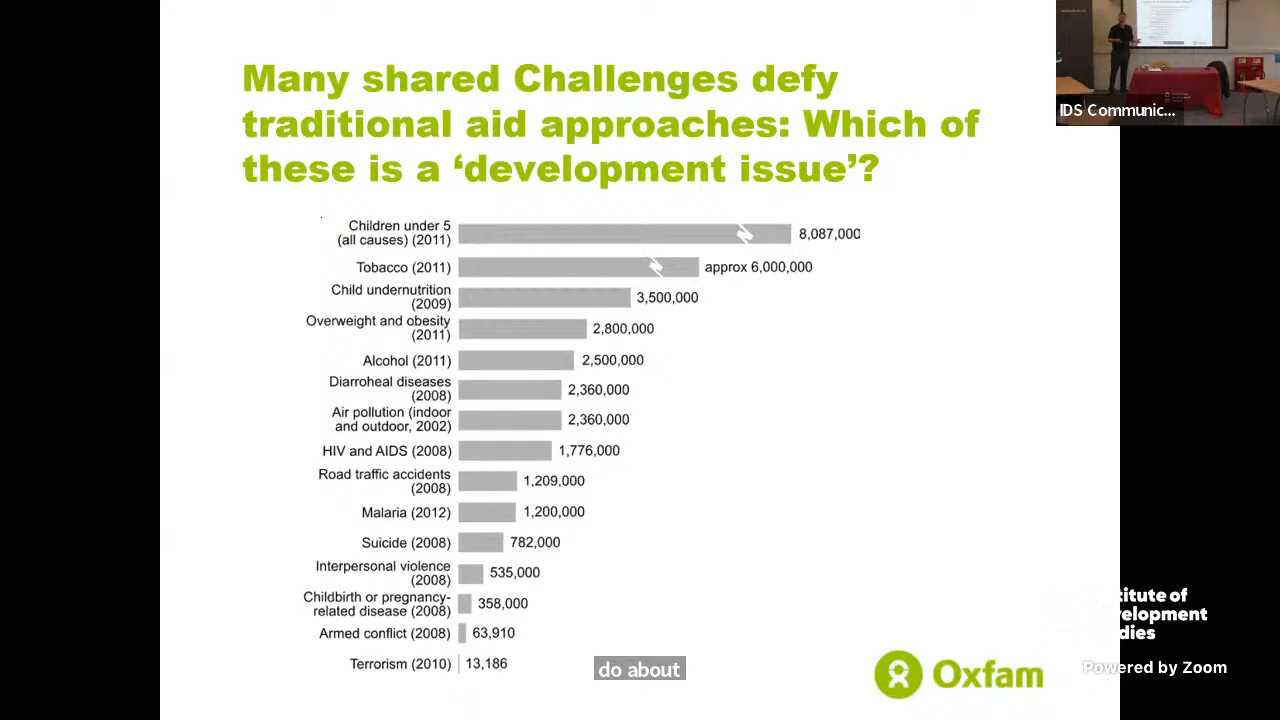 Many shared Challenges defy
traditional aid approaches: Which of
these is a ‘development issue’?
Children under 5
(all causes) (2011)
8,087,000
Tobacco (2011)
approx 6,000,000
Child undernutrition
(2009)
3,500,000
Overweight and obesity
(2011)
2,800,000
Alcohol (2011)
2,500,000
Diarroheal diseases
(2008)
2,360,000
Air pollution (indoor
and outdoor, 2002)
2,360,000
HIV and AIDS (2008)
1,776,000
Road traffic accidents
(2008)
1,209,000
Malaria (2012)
1,200,000
Suicide (2008)
782,000
Interpersonal violence
(2008)
535,000
Childbirth or pregnancy-
related disease (2008)
358,000
Armed conflict (2008)
63,910
Terrorism (2010)
13,186
do about
Oxfam
IDS Communic...
titute of
velopment
dies
Powered by Zoom